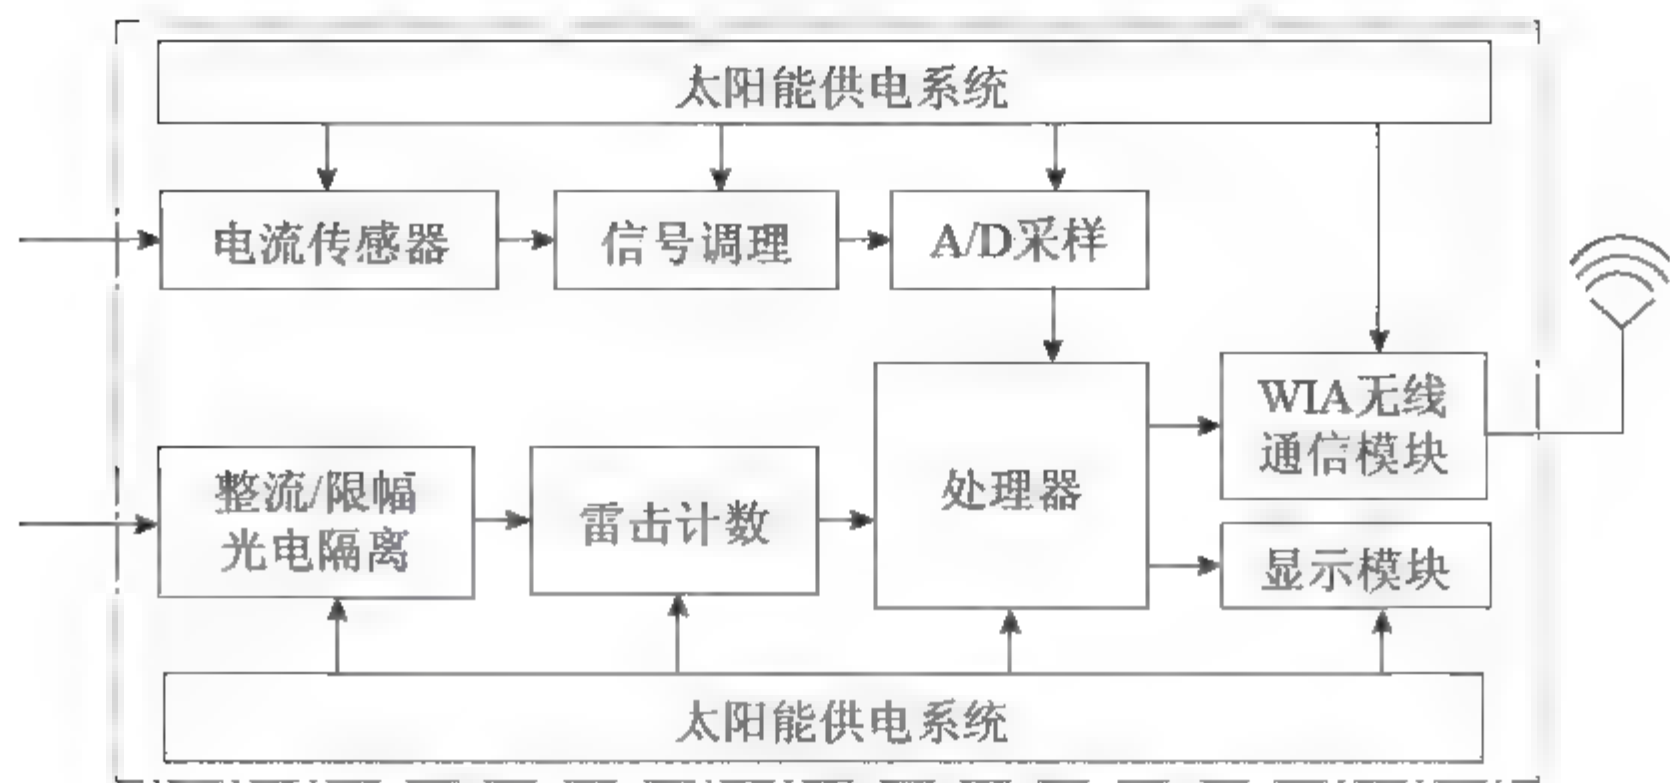 太阳能供电系统
电流传感器
信号调理
A/D采样
整流/限幅
光电隔离
雷击计数
处理器
WIA无线
通信模块
显示模块
太阳能供电系统